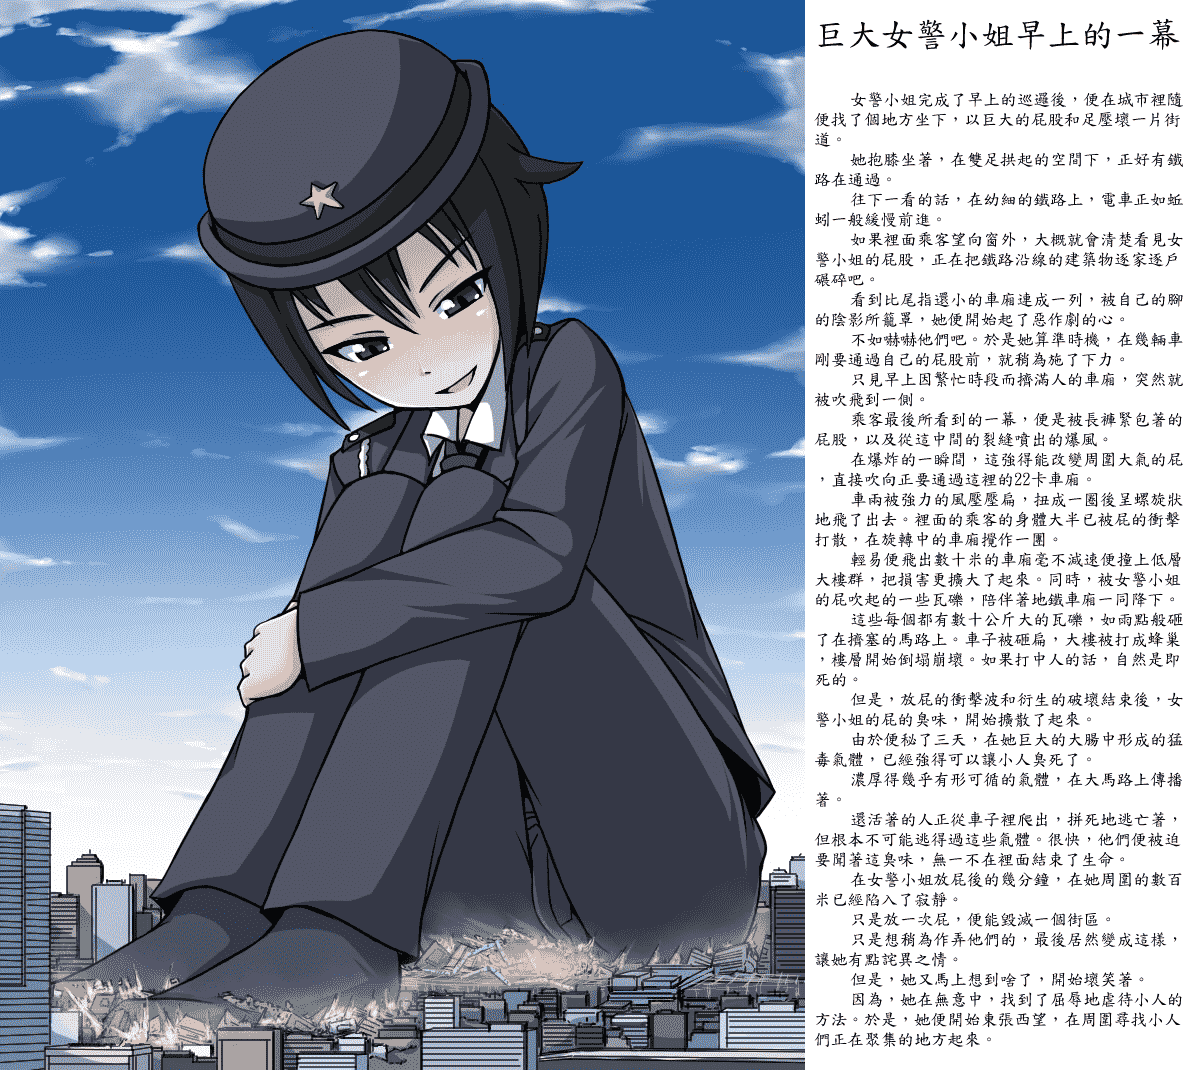 巨大女警小姐早上的一幕
女警小姐完成了早上的巡邏後，便在城市裡隨
便找了個地方坐下，以巨大的屁股和足壓壞一片街
道。
她抱膝坐著，在雙足拱起的空間下，正好有鐵
路在通過。
往下一看的話，在幼細的鐵路上，電車正如蚯
蚓一般緩慢前進。
如果裡面乘客望向窗外，大概就會清楚看見女
警小姐的屁股，正在把鐵路沿線的建築物逐家逐戶
碾碎吧。
看到比尾指還小的車廂連成一列，被自己的腳
的陰影所籠罩，她便開始起了惡作劇的心。
不如嚇嚇他們吧。於是她算準時機，在幾輛車
剛要通過自己的屁股前，就稍為施了下力。
只見早上因繁忙時段而擠滿人的車廂，突然就
被吹飛到一側。
乘客最後所看到的一幕，便是被長褲緊包著的
屁股，以及從這中間的裂縫噴出的爆風。
在爆炸的一瞬間，這強得能改變周圍大氣的屁
，直接吹向正要通過這裡的22卡車廂。
車兩被強力的風壓壓扁，扭成一團後呈螺旋狀
地飛了出去。裡面的乘客的身體大半已被屁的衝擊
打散，在旋轉中的車廂攪作一團。
輕易便飛出數十米的車廂毫不減速便撞上低層
大樓群，把損害更擴大了起來。同時，被女警小姐
的屁吹起的一些瓦礫，陪伴著地鐵車廂一同降下。
這些每個都有數十公斤大的瓦礫，如雨點般砸
了在擠塞的馬路上。車子被砸扁，大樓被打成蜂巢
，樓層開始倒塌崩壞。如果打中人的話，自然是即
死的。
但是，放屁的衝擊波和衍生的破壞結束後，女
警小姐的屁的臭味，開始擴散了起來。
由於便秘了三天，在她巨大的大腸中形成的猛
毒氣體，已經強得可以讓小人臭死了。
濃厚得幾乎有形可循的氣體，在大馬路上傳播
著。
還活著的人正從車子裡爬出，拼死地逃亡著，
但根本不可能逃得過這些氣體。很快，他們便被迫
要聞著這臭味，無一不在裡面結束了生命。
在女警小姐放屁後的幾分鐘，在她周圍的數百
米已經陷入了寂靜。
只是放一次屁，便能毀滅一個街區。
只是想稍為作弄他們的，最後居然變成這樣，
讓她有點詫異之情。
但是，她又馬上想到啥了，開始壞笑著。
因為，她在無意中，找到了屈辱地虐待小人的
方法。於是，她便開始東張西望，在周圍尋找小人
們正在聚集的地方起來。